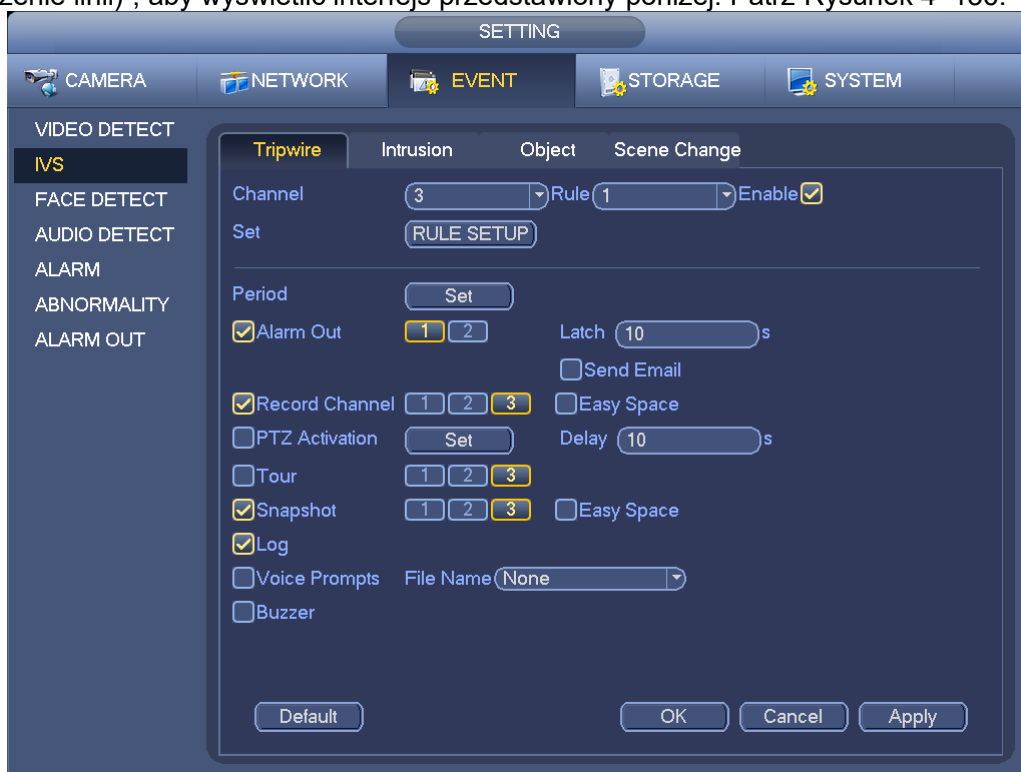 zenie linii) , aby wyświetlić interfejs przedstawiony poniżej. Patrz Rysunek 4-
SETTING
CAMERA NETWORK EVENT STORAGE SYSTEM
VIDEO DETECT
IVS
FACE DETECT
AUDIO DETECT
ALARM
ABNORMALITY
ALARM OUT
Tripwire Intrusion Object Scene Change
Channel 3 Rule 1 Enable
Set RULE SETUP
Period Set
Alarm Out 1 2 Latch 10 s
Send Email
Record Channel 1 2 3 Easy Space
PTZ Activation Set Delay 10 s
Tour 1 2 3
Snapshot 1 2 3 Easy Space
Log
Voice Prompts File Name None
Buzzer
Default OK Cancel Apply